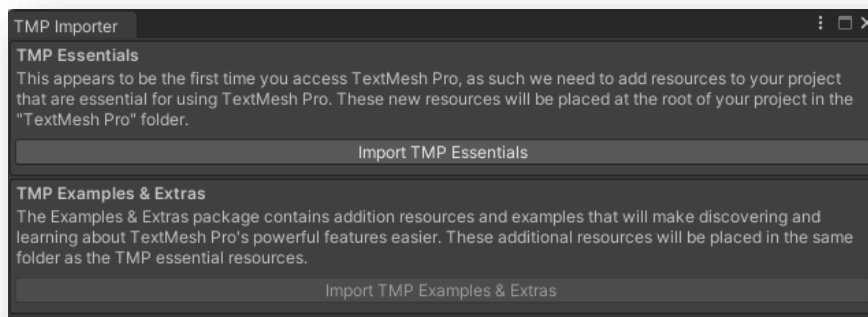 TMP Importer
TMP Essentials
This appears to be the first time you access TextMesh Pro, as such we need to add resources to your project
that are essential for using TextMesh Pro. These new resources will be placed at the root of your project in the
"TextMesh Pro" folder.
Import TMP Essentials
TMP Examples & Extras
The Examples & Extras package contains addition resources and examples that will make discovering and
learning about TextMesh Pro's powerful features easier. These additional resources will be placed in the same
folder as the TMP essential resources.
Import TMP Examples & Extras